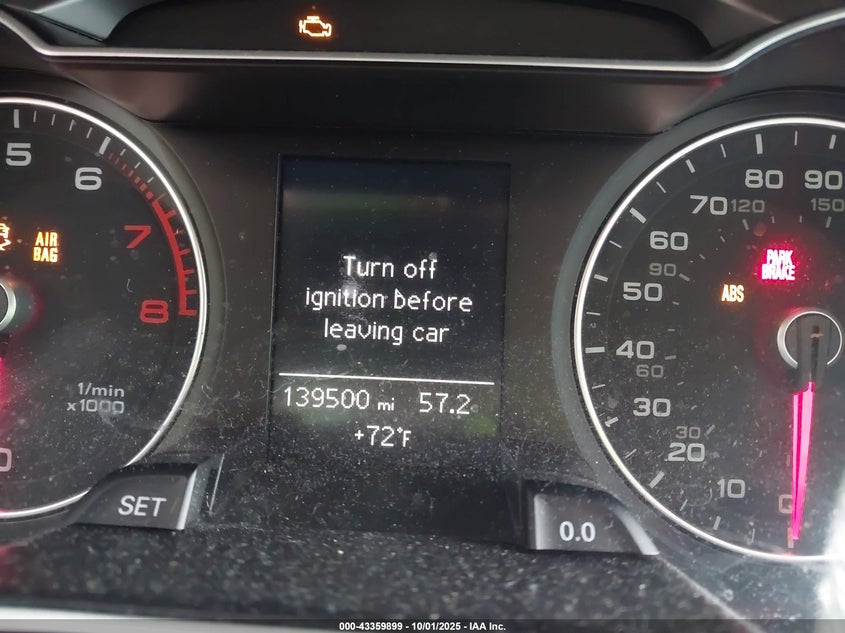 5
6
7
8
AIR
BAG
1/min
x1000
0
SET
Turn off
ignition before
leaving car
139500 mi 57.2
+72°F
80
90
70
120
150
60
90
50
40
60
30
30
20
10
0
PARK
BRAKE
ABS
0.0
000-43359899 • 10/01/2025 - IAA Inc.